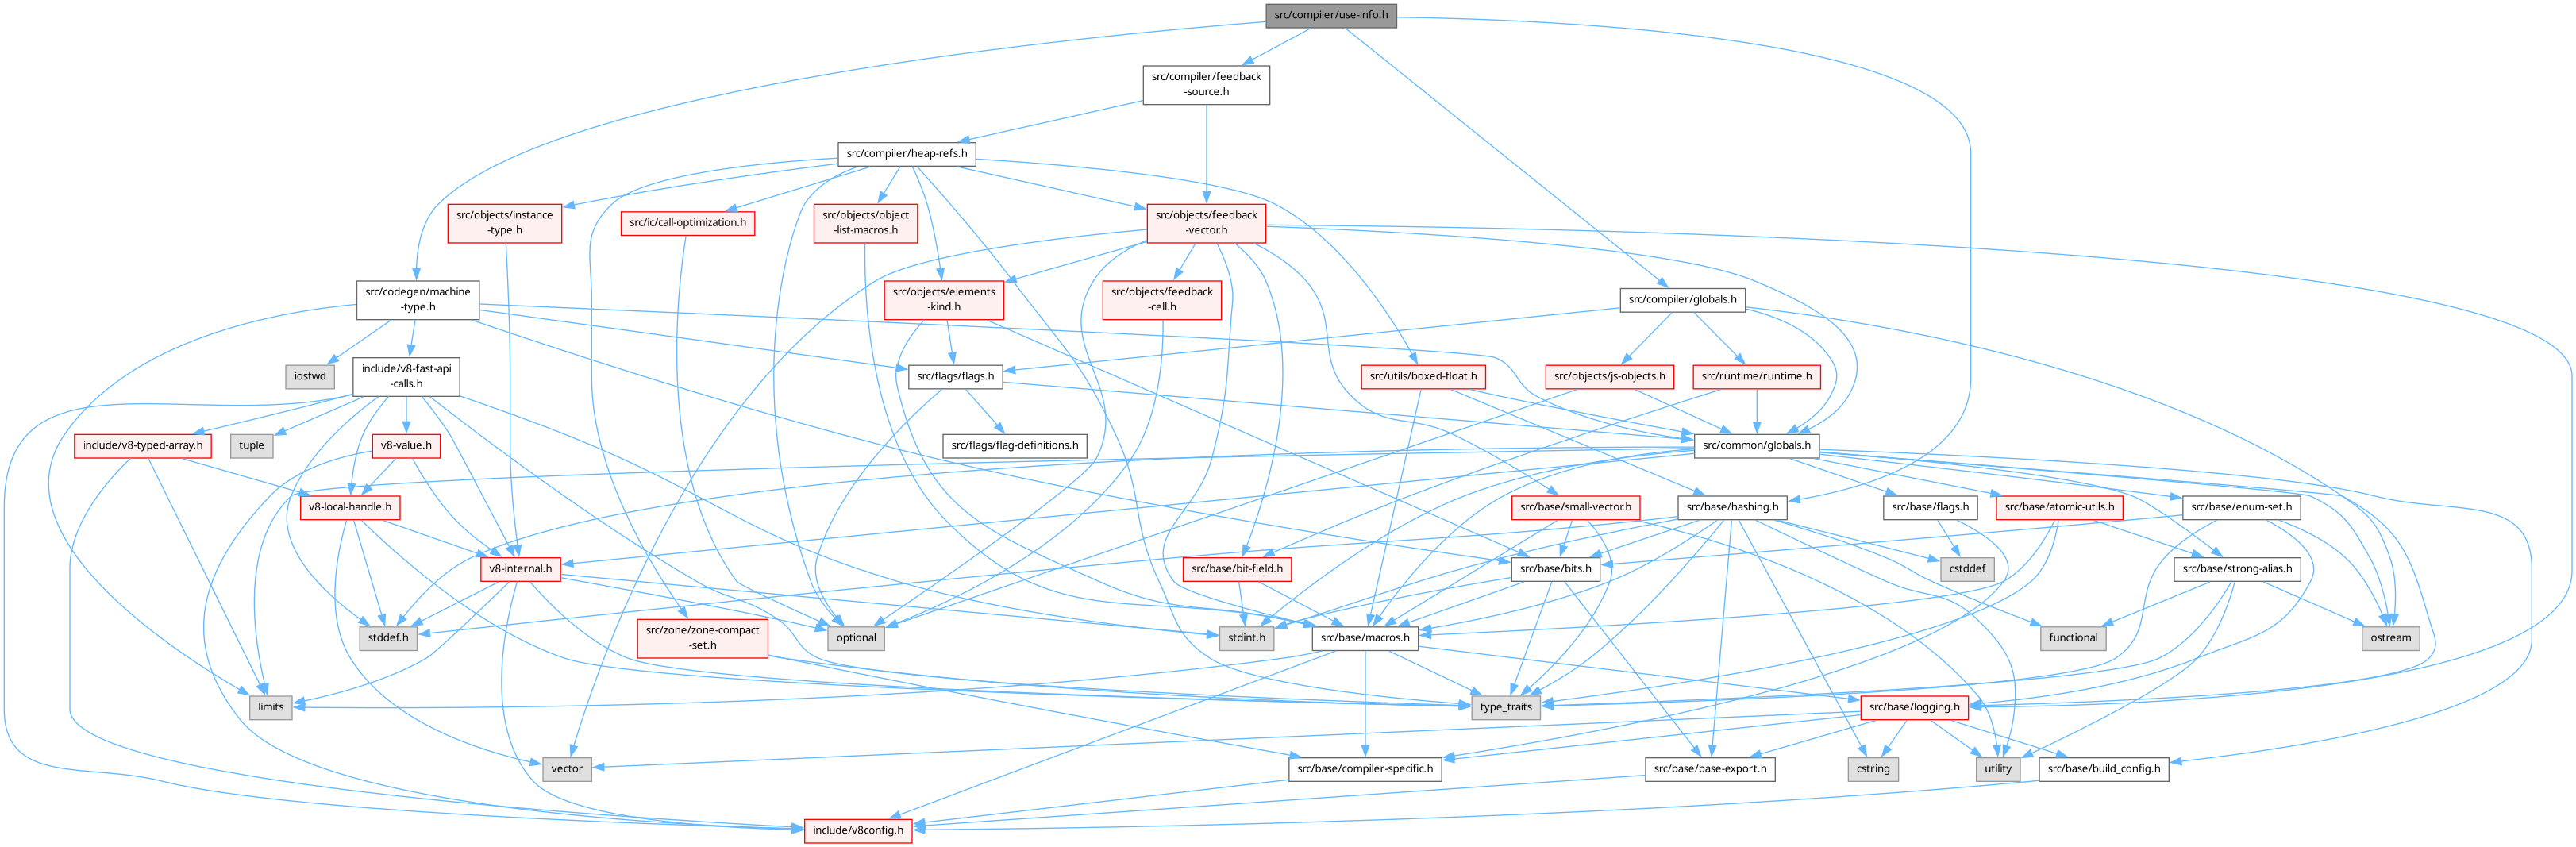 src/compiler/use-info.h
src/compiler/feedback
-source.h
src/compiler/heap-refs.h
src/objects/instance
-type.h
src/ic/call-optimization.h
src/objects/object
-list-macros.h
src/objects/feedback
-vector.h
src/codegen/machine
-type.h
src/objects/elements
-kind.h
src/objects/feedback
-cell.h
src/compiler/globals.h
iosfwd
include/v8-fast-api
-calls.h
src/flags/flags.h
src/utils/boxed-float.h
src/objects/js-objects.h
src/runtime/runtime.h
include/v8-typed-array.h
tuple
v8-value.h
src/flags/flag-definitions.h
src/common/globals.h
v8-local-handle.h
src/base/small-vector.h
src/base/hashing.h
src/base/flags.h
src/base/atomic-utils.h
src/base/enum-set.h
v8-internal.h
src/base/bit-field.h
src/base/bits.h
cstddef
src/base/strong-alias.h
stddef.h
src/zone/zone-compact
-set.h
optional
stdint.h
src/base/macros.h
functional
ostream
limits
type_traits
src/base/logging.h
vector
src/base/compiler-specific.h
src/base/base-export.h
cstring
utility
src/base/build_config.h
include/v8config.h